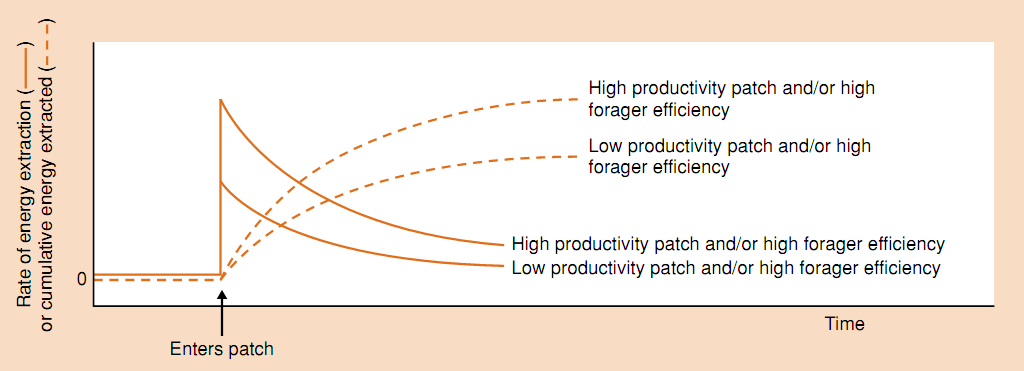 Rate of energy extraction (——)
or cumulative energy extracted (– – –)
High productivity patch and/or high
forager efficiency
Low productivity patch and/or high
forager efficiency
High productivity patch and/or high forager efficiency
Low productivity patch and/or high forager efficiency
0
Time
Enters patch